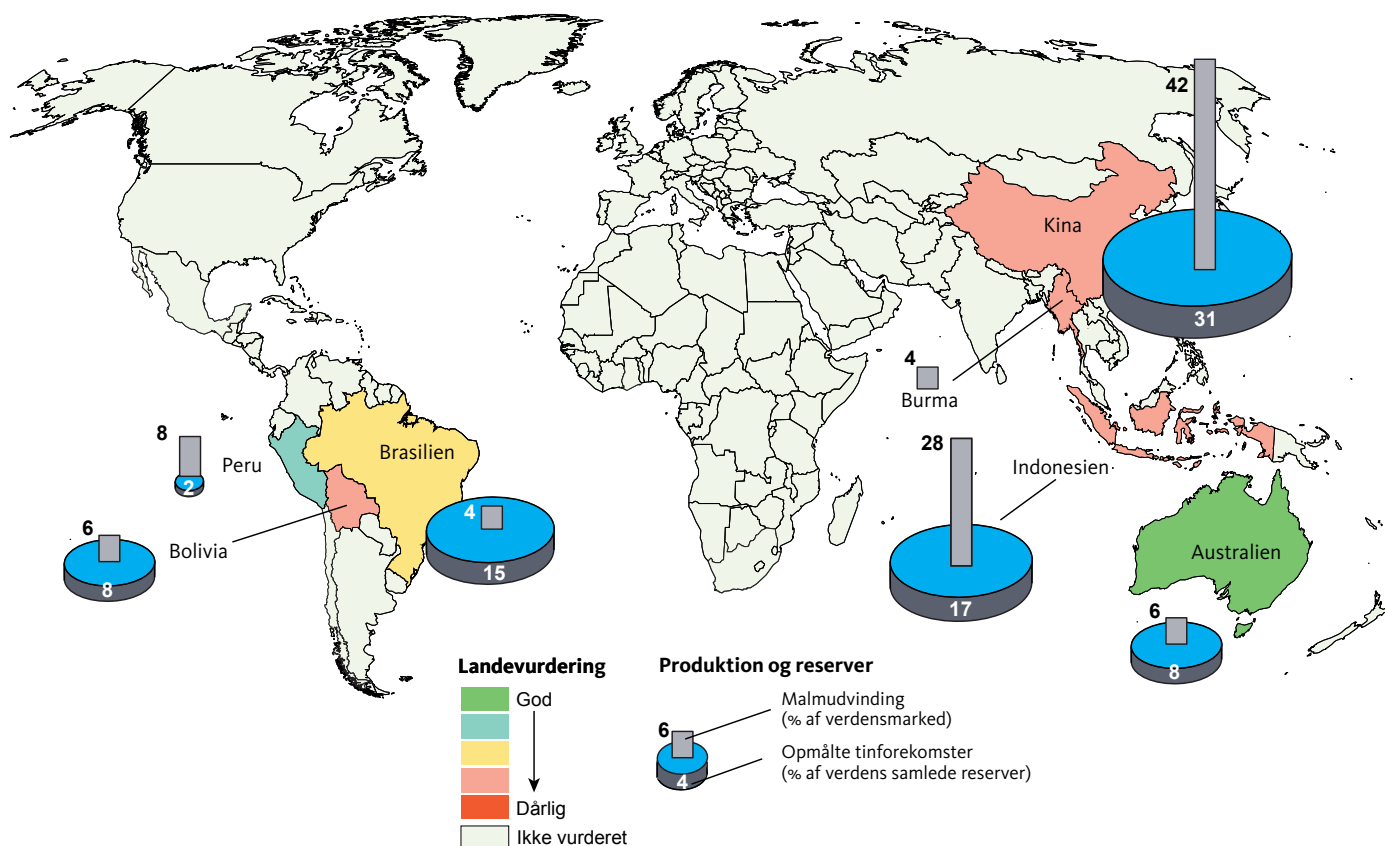 42
Kina
31
4
Burma
8
Peru
2
Brasilien
6
Bolivia
8
4
15
28
Indonesien
17
Australien
6
8
Landevurdering
God
Dårlig
Ikke vurderet
Produktion og reserver
6
4
Malmudvinding
(% af verdensmarked)
Opmålte tinforekomster
(% af verdens samlede reserver)